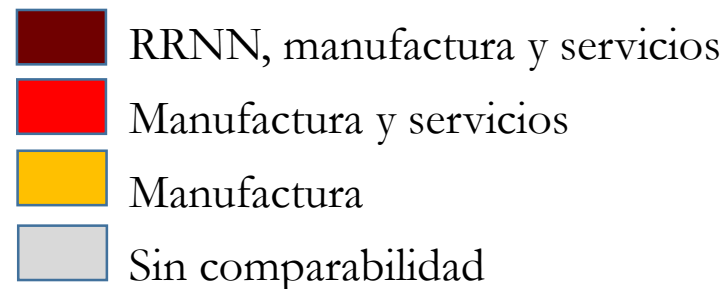 RRNN, manufactura y servicios
Manufactura y servicios
Manufactura
Sin comparabilidad